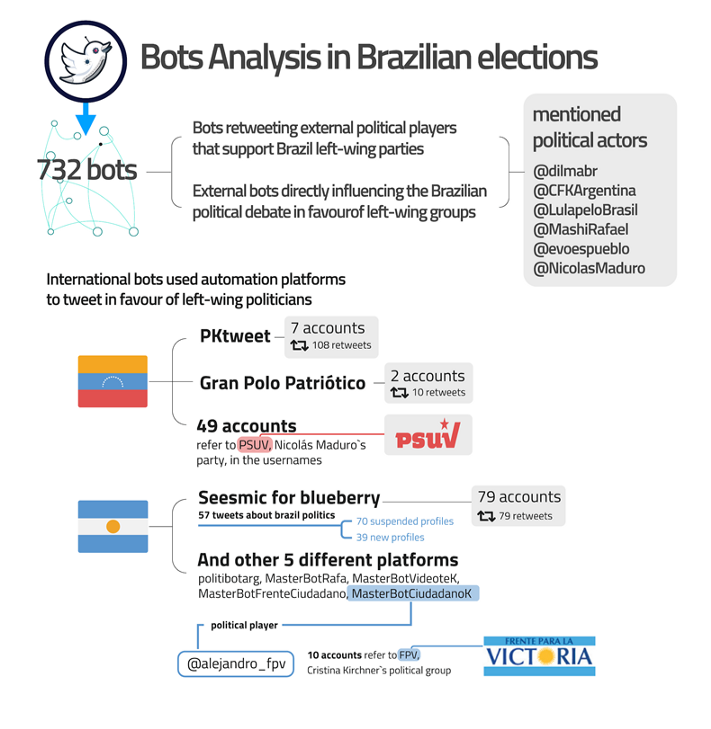 Bots Analysis in Brazilian elections
732 bots
Bots retweeting external political players
that support Brazil left-wing parties
External bots directly influencing the Brazilian
political debate in favourof left-wing groups
mentioned
political actors
@dilmabr
@CFKArgentina
@LulapeloBrasil
@MashiRafael
@evoespueblo
@NicolasMaduro
International bots used automation platforms
to tweet in favour of left-wing politicians
PKtweet
7 accounts
108 retweets
Gran Polo Patriótico
2 accounts
10 retweets
49 accounts
refer to PSUV, Nicolás Maduro`s
party, in the usernames
PSUV
Seesmic for blueberry
57 tweets about brazil politics
79 accounts
79 retweets
70 suspended profiles
39 new profiles
And other 5 different platforms
politibotarg, MasterBotRafa, MasterBotVideoteK,
MasterBotFrenteCiudadano, MasterBotCiudadanoK
political player
@alejandro_fpv
10 accounts refer to FPV,
Cristina Kirchner`s political group
FRENTE PARA LA
VICTORIA